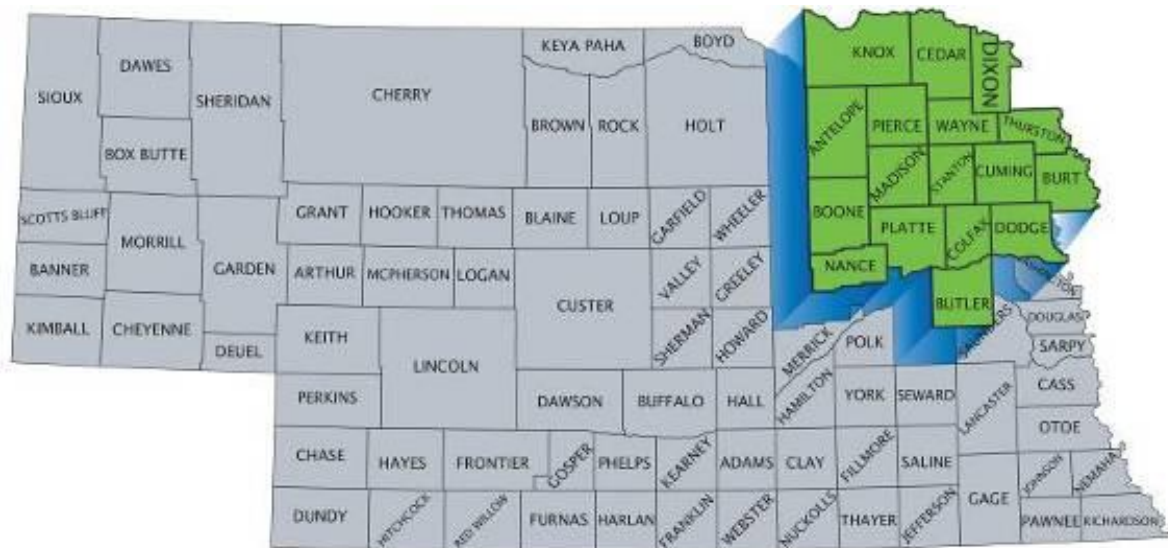 KEYA PAHA
BOYD
KNOX
CEDAR
DIXON
DAWES
SIOUX
SHERIDAN
CHERRY
BROWN
ROCK
HOLT
ANTELOPE
PIERCE
WAYNE
THURSTON
BOX BUTTE
MADISON
STANTON
CUMING
BURT
SCOTTS BLUFF
GRANT
HOOKER
THOMAS
BLAINE
LOUP
GARFIELD
WHEELER
BOONE
PLATTE
COLFAX
DODGE
MORRILL
BANNER
GARDEN
ARTHUR
MCPHERSON
LOGAN
CUSTER
VALLEY
GREELEY
NANCE
BUTLER
KIMBALL
CHEYENNE
DEUEL
KEITH
LINCOLN
SHERMAN
HOWARD
MERRICK
POLK
SAUNDERS
DOUGLAS
SARPY
PERKINS
DAWSON
BUFFALO
HALL
HAMILTON
YORK
SEWARD
LANCASTER
CASS
OTOE
CHASE
HAYES
FRONTIER
GOSPER
PHELPS
KEARNEY
ADAMS
CLAY
FILLMORE
SALINE
GAGE
JOHNSON
NEMAHA
DUNDY
HITCHCOCK
RED WILLOW
FURNAS
HARLAN
FRANKLIN
WEBSTER
NUCKOLLS
THAYER
JEFFERSON
PAWNEE
RICHARDSON